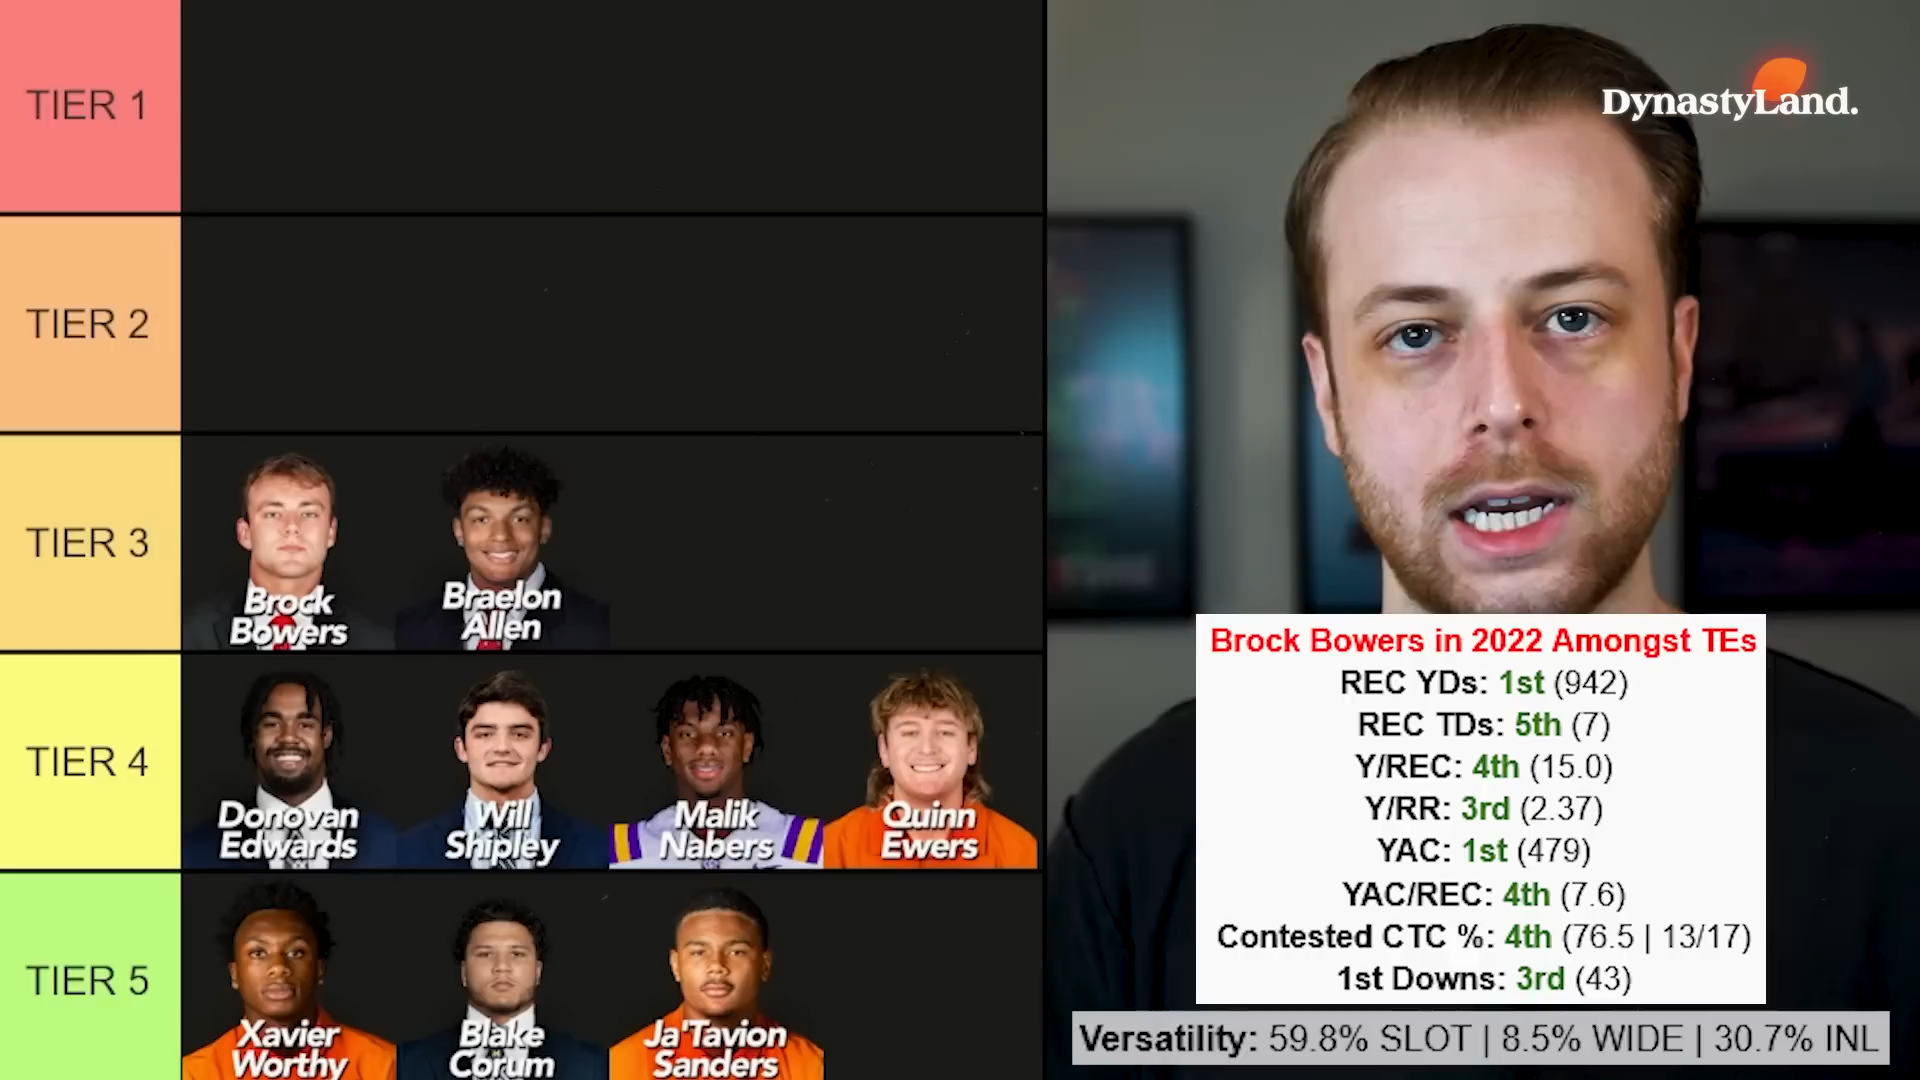 TIER 1
TIER 2
TIER 3
Brock
Bowers
Braelon
Allen
TIER 4
Donovan
Edwards
Will
Shipley
Malik
Nabers
Quinn
Ewers
TIER 5
Xavier
Worthy
Blake
Corum
Ja'Tavion
Sanders
DynastyLand.
Brock Bowers in 2022 Amongst TEs
REC YDs: 1st (942)
REC TDs: 5th (7)
Y/REC: 4th (15.0)
Y/RR: 3rd (2.37)
YAC: 1st (479)
YAC/REC: 4th (7.6)
Contested CTC %: 4th (76.5 | 13/17)
1st Downs: 3rd (43)
Versatility: 59.8% SLOT | 8.5% WIDE | 30.7% INL